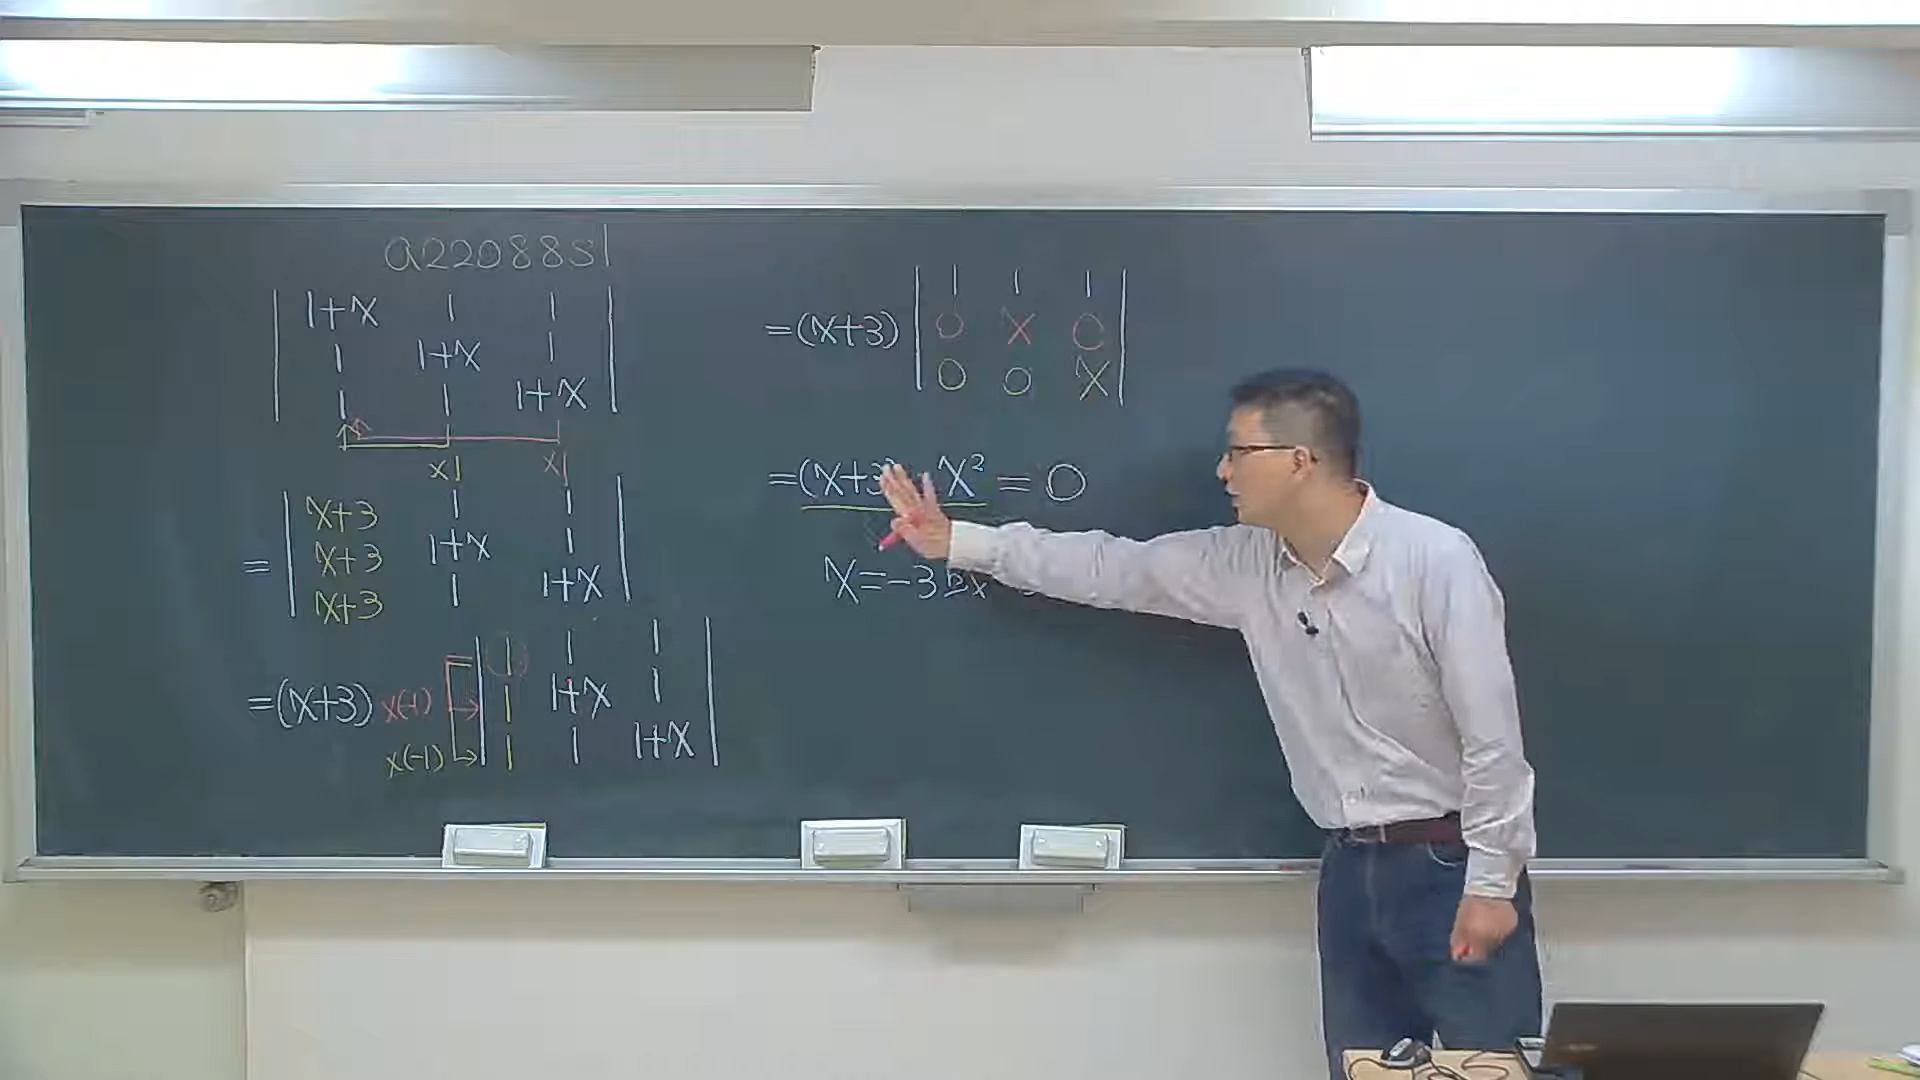 a2208851
| 1+x 1 1 |
| 1 1+x 1 |
| 1 1 1+x |
x1 x1
= | x+3 1 1 |
| x+3 1+x 1 |
| x+3 1 1+x |
=(x+3) x(-1) x(-1) | 1 1 1 |
| 1 1+x 1 |
| 1 1 1+x |
=(x+3) | 1 1 1 |
| 0 x 0 |
| 0 0 x |
=(x+3) x² = 0
x=-3